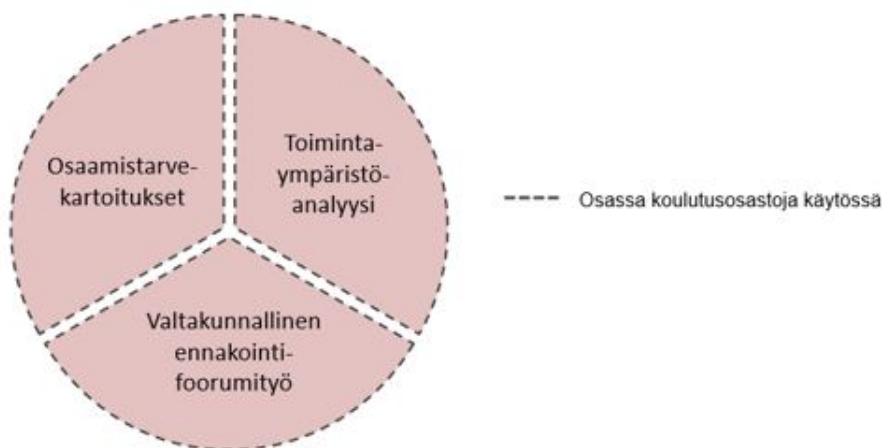 Osaamistarve-
kartoitukset
Toiminta-
ympäristö-
analyysi
Valtakunnallinen
ennakointi-
foorumityö
Osassa koulutusosastoja käytössä